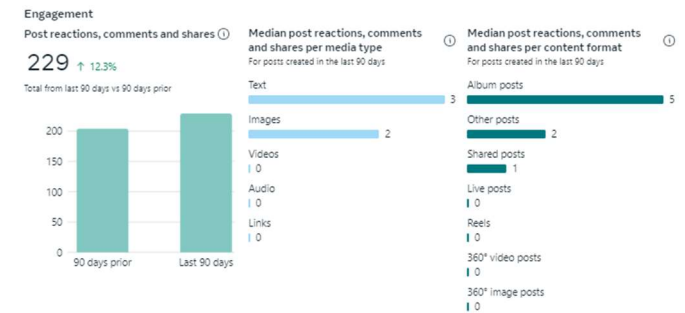 Engagement
Post reactions, comments and shares
229 ↑ 12.3%
Total from last 90 days vs 90 days prior
200
150
100
50
0
90 days prior
Last 90 days
Median post reactions, comments
and shares per media type
For posts created in the last 90 days
Text
3
Images
2
Videos
0
Audio
0
Links
0
Median post reactions, comments
and shares per content format
For posts created in the last 90 days
Album posts
5
Other posts
2
Shared posts
1
Live posts
0
Reels
0
360° video posts
0
360° image posts
0